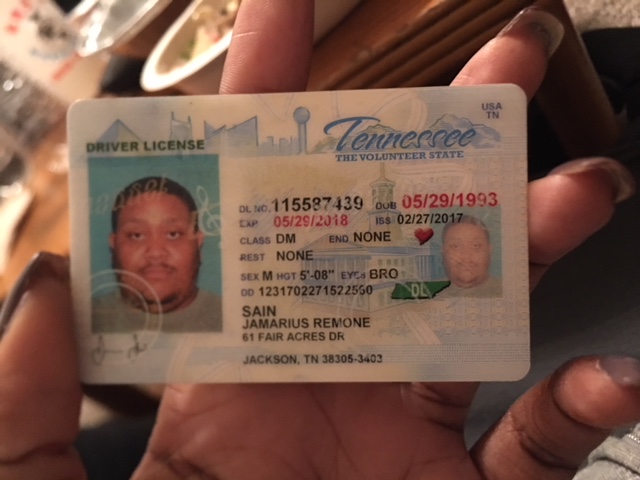 DRIVER LICENSE
Tennessee
THE VOLUNTEER STATE
USA
TN
DL NO. 115587439 DOB 05/29/1993
EXP 05/29/2018 ISS 02/27/2017
CLASS DM END NONE
REST NONE
SEX M HGT 5'-08" EYES BRO
DD 1231702271522550
SAIN
JAMARIUS REMONE
61 FAIR ACRES DR
JACKSON, TN 38305-3403